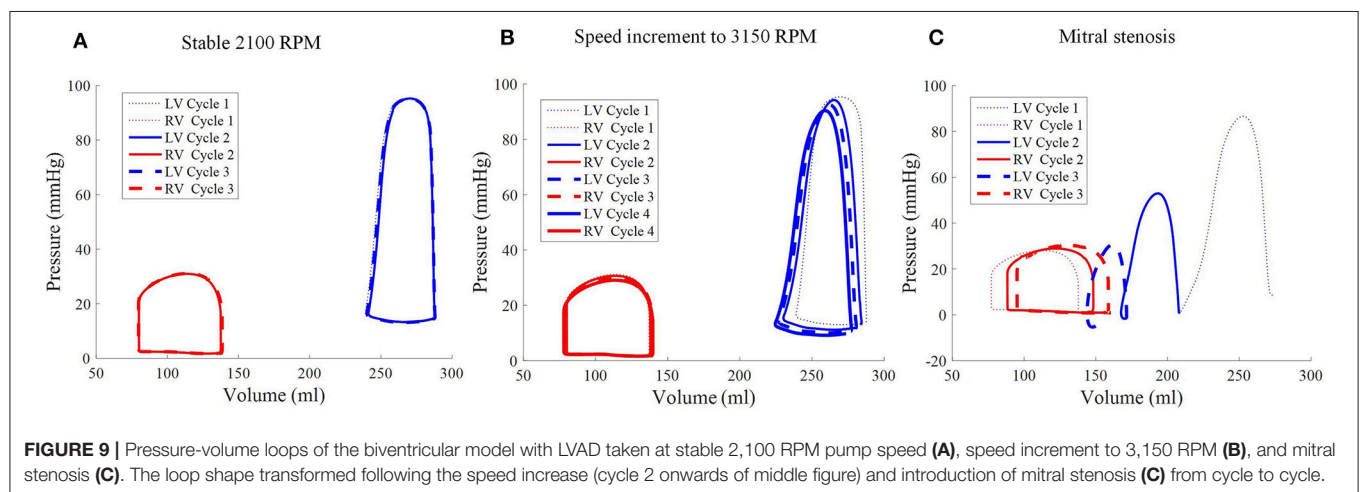 A
Stable 2100 RPM
100
80
60
40
20
0
Pressure (mmHg)
LV Cycle 1
RV Cycle 1
LV Cycle 2
RV Cycle 2
LV Cycle 3
RV Cycle 3
50 100 150 200 250 300
Volume (ml)
B
Speed increment to 3150 RPM
100
80
60
40
20
0
Pressure (mmHg)
LV Cycle 1
RV Cycle 1
LV Cycle 2
RV Cycle 2
LV Cycle 3
RV Cycle 3
LV Cycle 4
RV Cycle 4
50 100 150 200 250 300
Volume (ml)
C
Mitral stenosis
100
80
60
40
20
0
-20
Pressure (mmHg)
LV Cycle 1
RV Cycle 1
LV Cycle 2
RV Cycle 2
LV Cycle 3
RV Cycle 3
50 100 150 200 250 300
Volume (ml)
FIGURE 9 | Pressure-volume loops of the biventricular model with LVAD taken at stable 2,100 RPM pump speed (A), speed increment to 3,150 RPM (B), and mitral
stenosis (C). The loop shape transformed following the speed increase (cycle 2 onwards of middle figure) and introduction of mitral stenosis (C) from cycle to cycle.